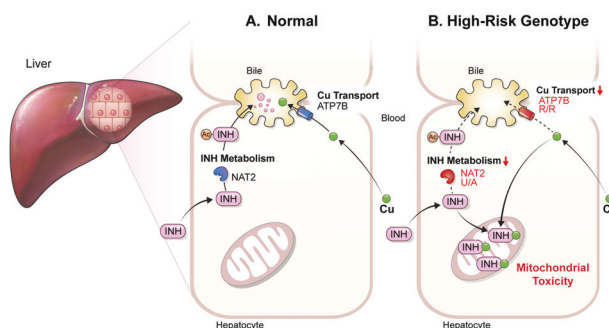 A. Normal
B. High-Risk Genotype
Liver
Bile
Cu Transport
ATP7B
Blood
Ac
INH
INH Metabolism
NAT2
INH
INH
Cu
Hepatocyte
Bile
Cu Transport
ATP7B
R/R
Ac
INH
INH Metabolism
NAT2
U/A
INH
INH
INH
INH
INH
Mitochondrial
Toxicity
Hepatocyte